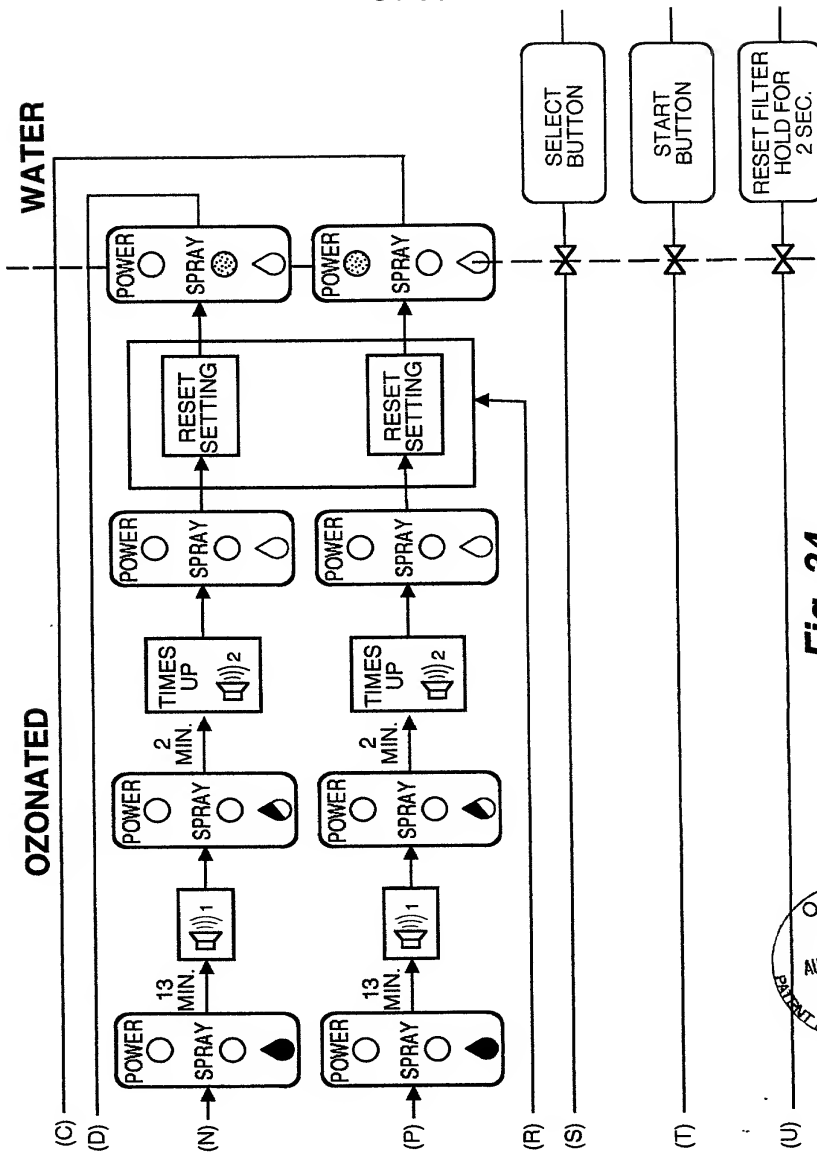 OZONATED
WATER
(C)
(D)
(N)
POWER
SPRAY
13
MIN.
1
POWER
SPRAY
2
MIN.
TIMES
UP
2
POWER
SPRAY
RESET
SETTING
POWER
SPRAY
(P)
POWER
SPRAY
13
MIN.
1
POWER
SPRAY
2
MIN.
TIMES
UP
2
POWER
SPRAY
RESET
SETTING
POWER
SPRAY
(R)
(S)
SELECT
BUTTON
(T)
START
BUTTON
(U)
RESET FILTER
HOLD FOR
2 SEC.
PATENT